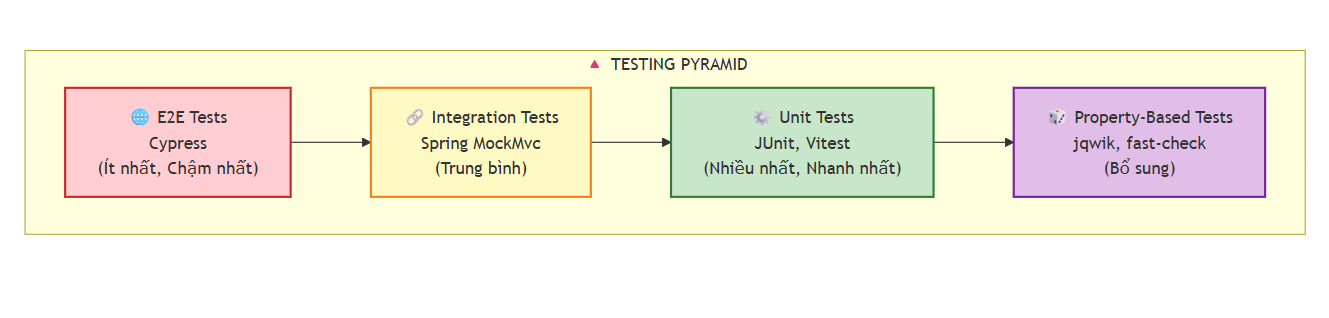 🔺 TESTING PYRAMID
🌐 E2E Tests
Cypress
(Ít nhất, Chậm nhất)
🔗 Integration Tests
Spring MockMvc
(Trung bình)
⚙️ Unit Tests
JUnit, Vitest
(Nhiều nhất, Nhanh nhất)
🎲 Property-Based Tests
jqwik, fast-check
(Bổ sung)